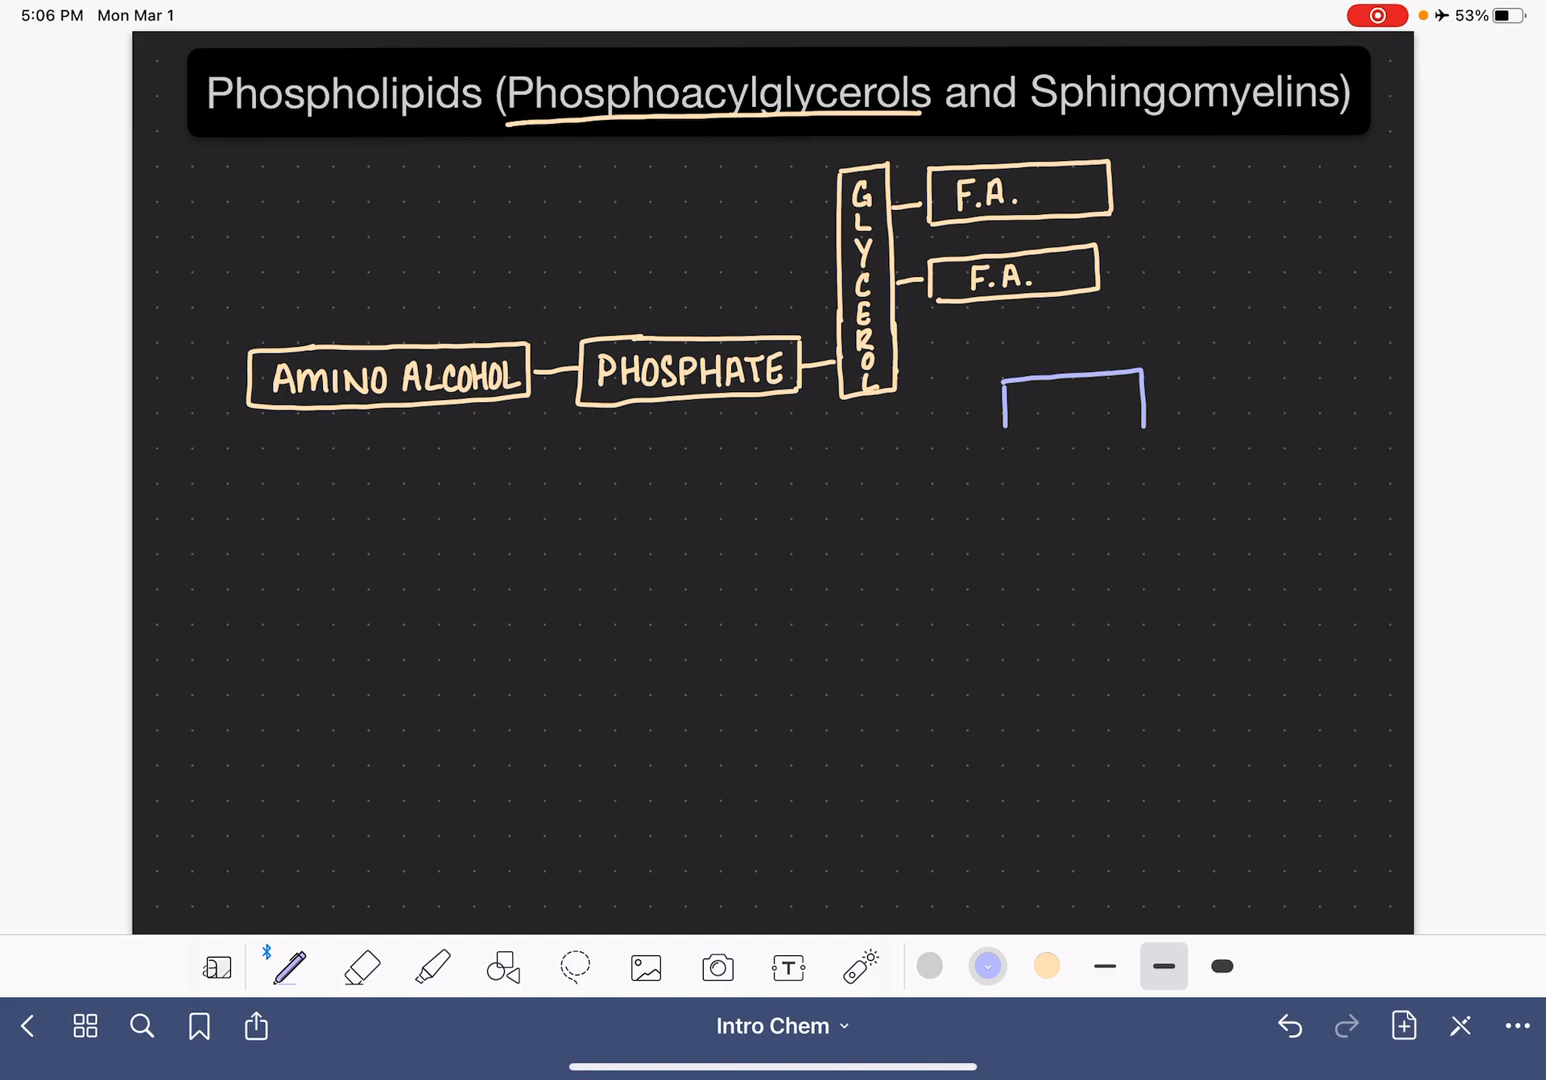 5:06 PM Mon Mar 1
53%
Phospholipids (Phosphoacylglycerols and Sphingomyelins)
GLYCEROL
F.A.
F.A.
AMINO ALCOHOL
PHOSPHATE
Intro Chem